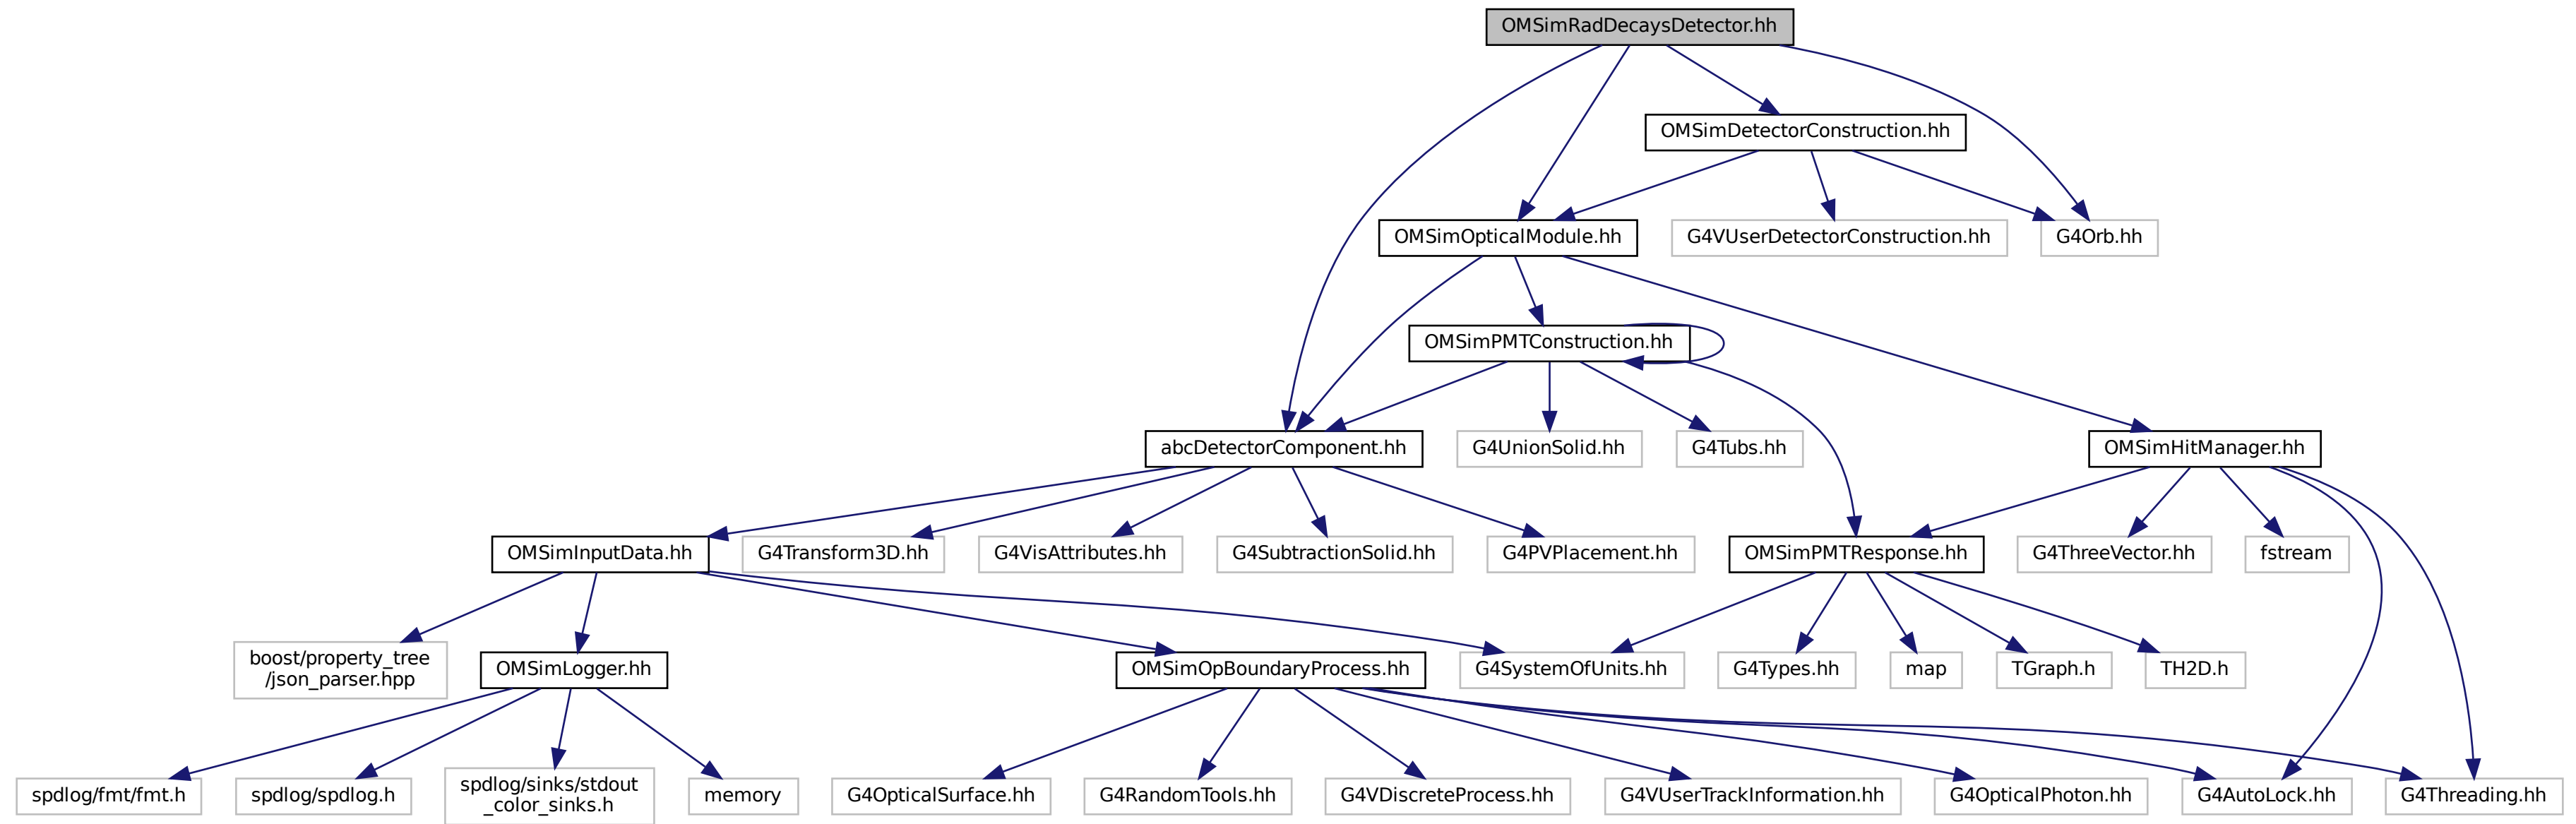 OMSimRadDecaysDetector.hh
OMSimDetectorConstruction.hh
OMSimOpticalModule.hh
G4VUserDetectorConstruction.hh
G4Orb.hh
OMSimPMTConstruction.hh
abcDetectorComponent.hh
G4UnionSolid.hh
G4Tubs.hh
OMSimHitManager.hh
OMSimInputData.hh
G4Transform3D.hh
G4VisAttributes.hh
G4SubtractionSolid.hh
G4PVPlacement.hh
OMSimPMTResponse.hh
G4ThreeVector.hh
fstream
boost/property_tree
/json_parser.hpp
OMSimLogger.hh
OMSimOpBoundaryProcess.hh
G4SystemOfUnits.hh
G4Types.hh
map
TGraph.h
TH2D.h
spdlog/fmt/fmt.h
spdlog/spdlog.h
spdlog/sinks/stdout
_color_sinks.h
memory
G4OpticalSurface.hh
G4RandomTools.hh
G4VDiscreteProcess.hh
G4VUserTrackInformation.hh
G4OpticalPhoton.hh
G4AutoLock.hh
G4Threading.hh